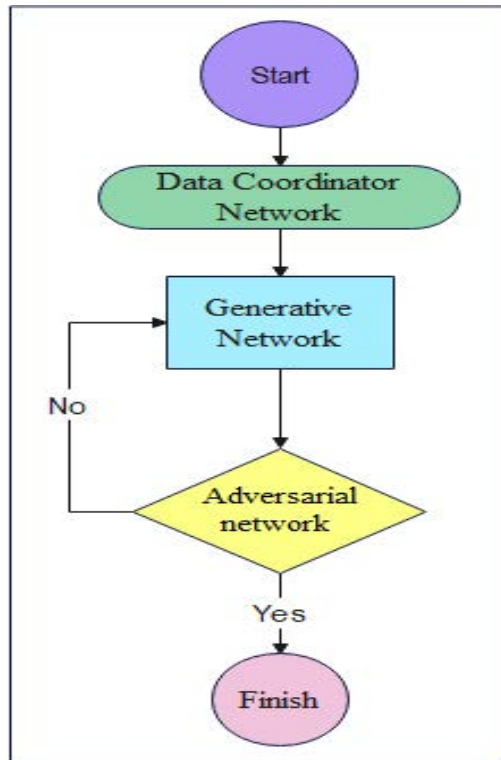 Start
Data Coordinator
Network
Generative
Network
No
Adversarial
network
Yes
Finish